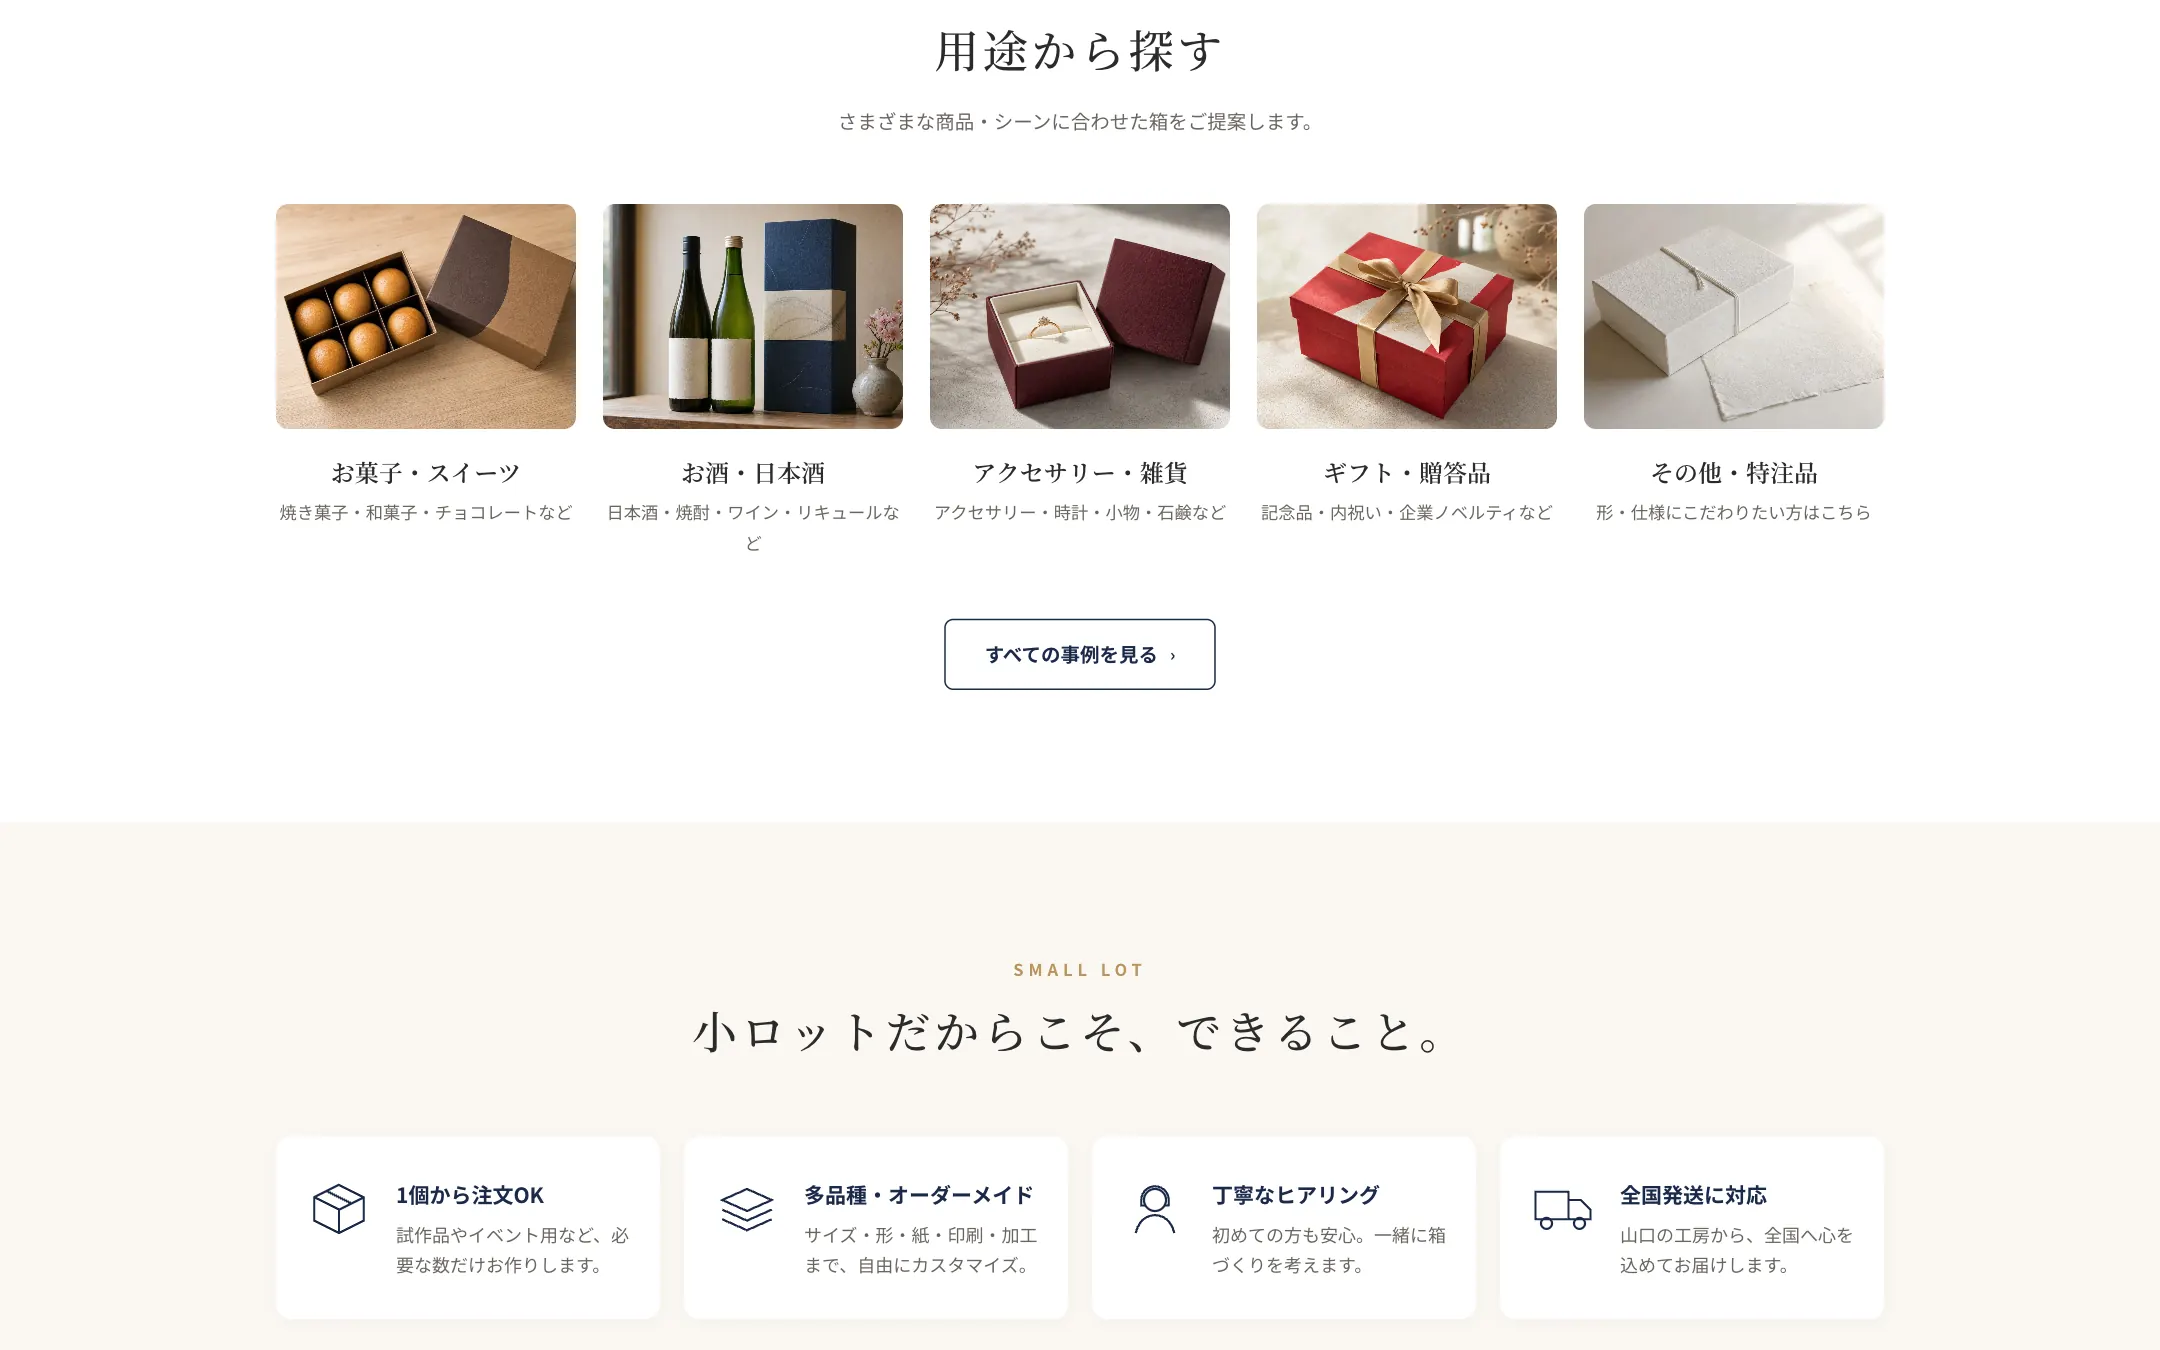 用途から探す
さまざまな商品・シーンに合わせた箱をご提案します。
お菓子・スイーツ
焼き菓子・和菓子・チョコレートなど
お酒・日本酒
日本酒・焼酎・ワイン・リキュールな
ど
アクセサリー・雑貨
アクセサリー・時計・小物・石鹸など
ギフト・贈答品
記念品・内祝い・企業ノベルティなど
その他・特注品
形・仕様にこだわりたい方はこちら
すべての事例を見る ›
SMALL LOT
小ロットだからこそ、できること。
1個から注文OK
試作品やイベント用など、必
要な数だけお作りします。
多品種・オーダーメイド
サイズ・形・紙・印刷・加工
まで、自由にカスタマイズ。
丁寧なヒアリング
初めての方も安心。一緒に箱
づくりを考えます。
全国発送に対応
山口の工房から、全国へ心を
込めてお届けします。